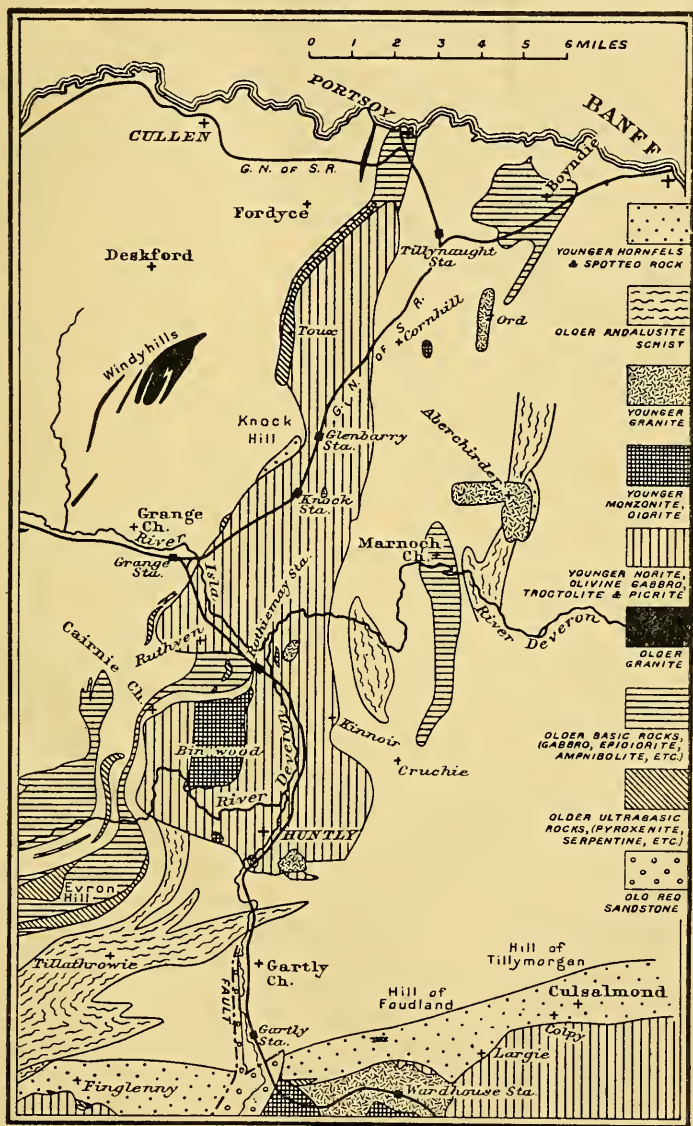 0 1 2 3 4 5 6 MILES
PORTSOY
BANFF
CULLEN
G.N. OF S.R.
Boyndie
Fordyce
Tillynaught
Sta
Deskford
YOUNGER HORNFELS
& SPOTTED ROCK
G.N. OF S.R.
Cornhill
Ord
Toux
Windyhills
OLDER ANDALUSITE
SCHIST
Knock
Hill
Glenbarry
Sta.
Aberchirder
YOUNGER
GRANITE
Knock
Sta.
Grange
Ch.
River
Isla
Grange
Sta.
Marnoch
Ch.
YOUNGER
MONZONITE,
DIORITE
Rothiemay Sta.
Ruthven
River
Deveron
YOUNGER NORITE,
OLIVINE GABBRO,
TROCTOLITE & PICRITE
Cairnie
Ch.
OLDER
GRANITE
Bin wood
Deveron
Kinnoir
Cruchie
River
OLDER BASIC ROCKS,
(GABBRO, EPIDIORITE,
AMPHIBOLITE, ETC.)
HUNTLY
OLDER ULTRABASIC
ROCKS, (PYROXENITE,
SERPENTINE, ETC.)
Evron
Hill
OLD RED
SANDSTONE
Tillathrowie
Gartly
Ch.
Hill of
Tillymorgan
FAULT
Hill of
Foudland
Culsalmond
Colpy
Gartly
Sta.
Largie
Finglenny
Wardhouse Sta.